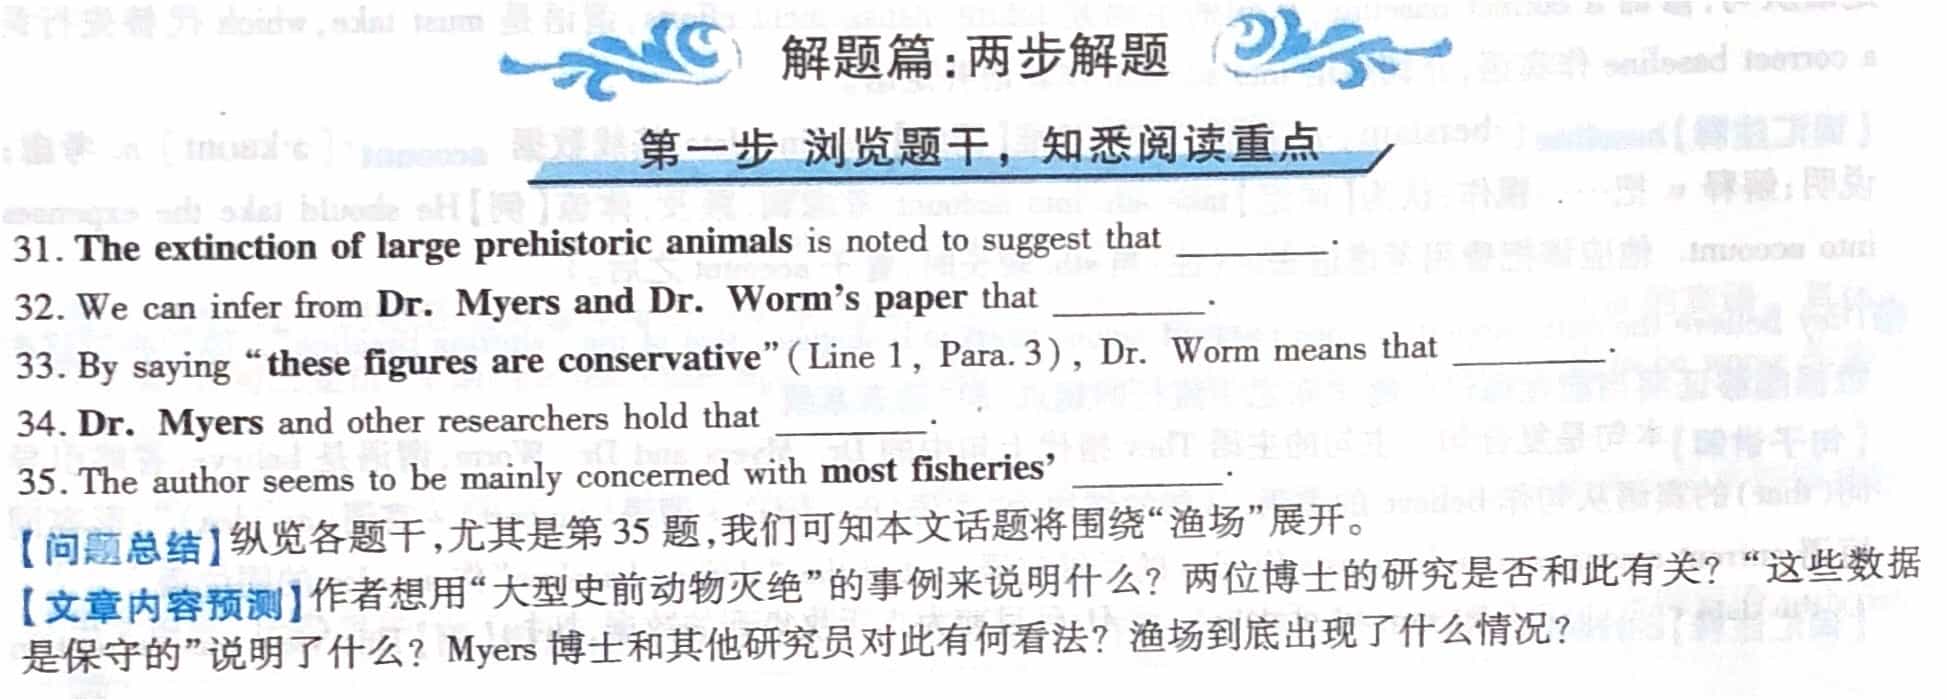 解题篇:两步解题
第一步 浏览题干，知悉阅读重点
31. The extinction of large prehistoric animals is noted to suggest that ________.
32. We can infer from Dr. Myers and Dr. Worm's paper that ________.
33. By saying “these figures are conservative”(Line 1, Para. 3), Dr. Worm means that ________.
34. Dr. Myers and other researchers hold that ________.
35. The author seems to be mainly concerned with most fisheries' ________.
【问题总结】纵览各题干,尤其是第 35 题,我们可知本文话题将围绕“渔场”展开。
【文章内容预测】作者想用“大型史前动物灭绝”的事例来说明什么？两位博士的研究是否和此有关？“这些数据
是保守的”说明了什么？Myers 博士和其他研究员对此有何看法？渔场到底出现了什么情况？